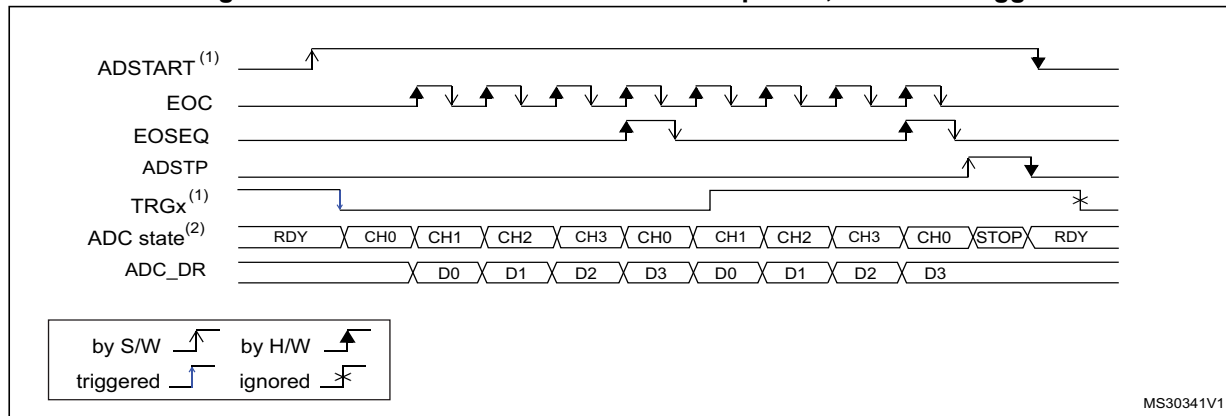 ADSTART (1)
EOC
EOSEQ
ADSTP
TRGx (1)
ADC state(2) RDY CH0 CH1 CH2 CH3 CH0 CH1 CH2 CH3 CH0 STOP RDY
ADC_DR D0 D1 D2 D3 D0 D1 D2 D3
by S/W by H/W
triggered ignored
MS30341V1